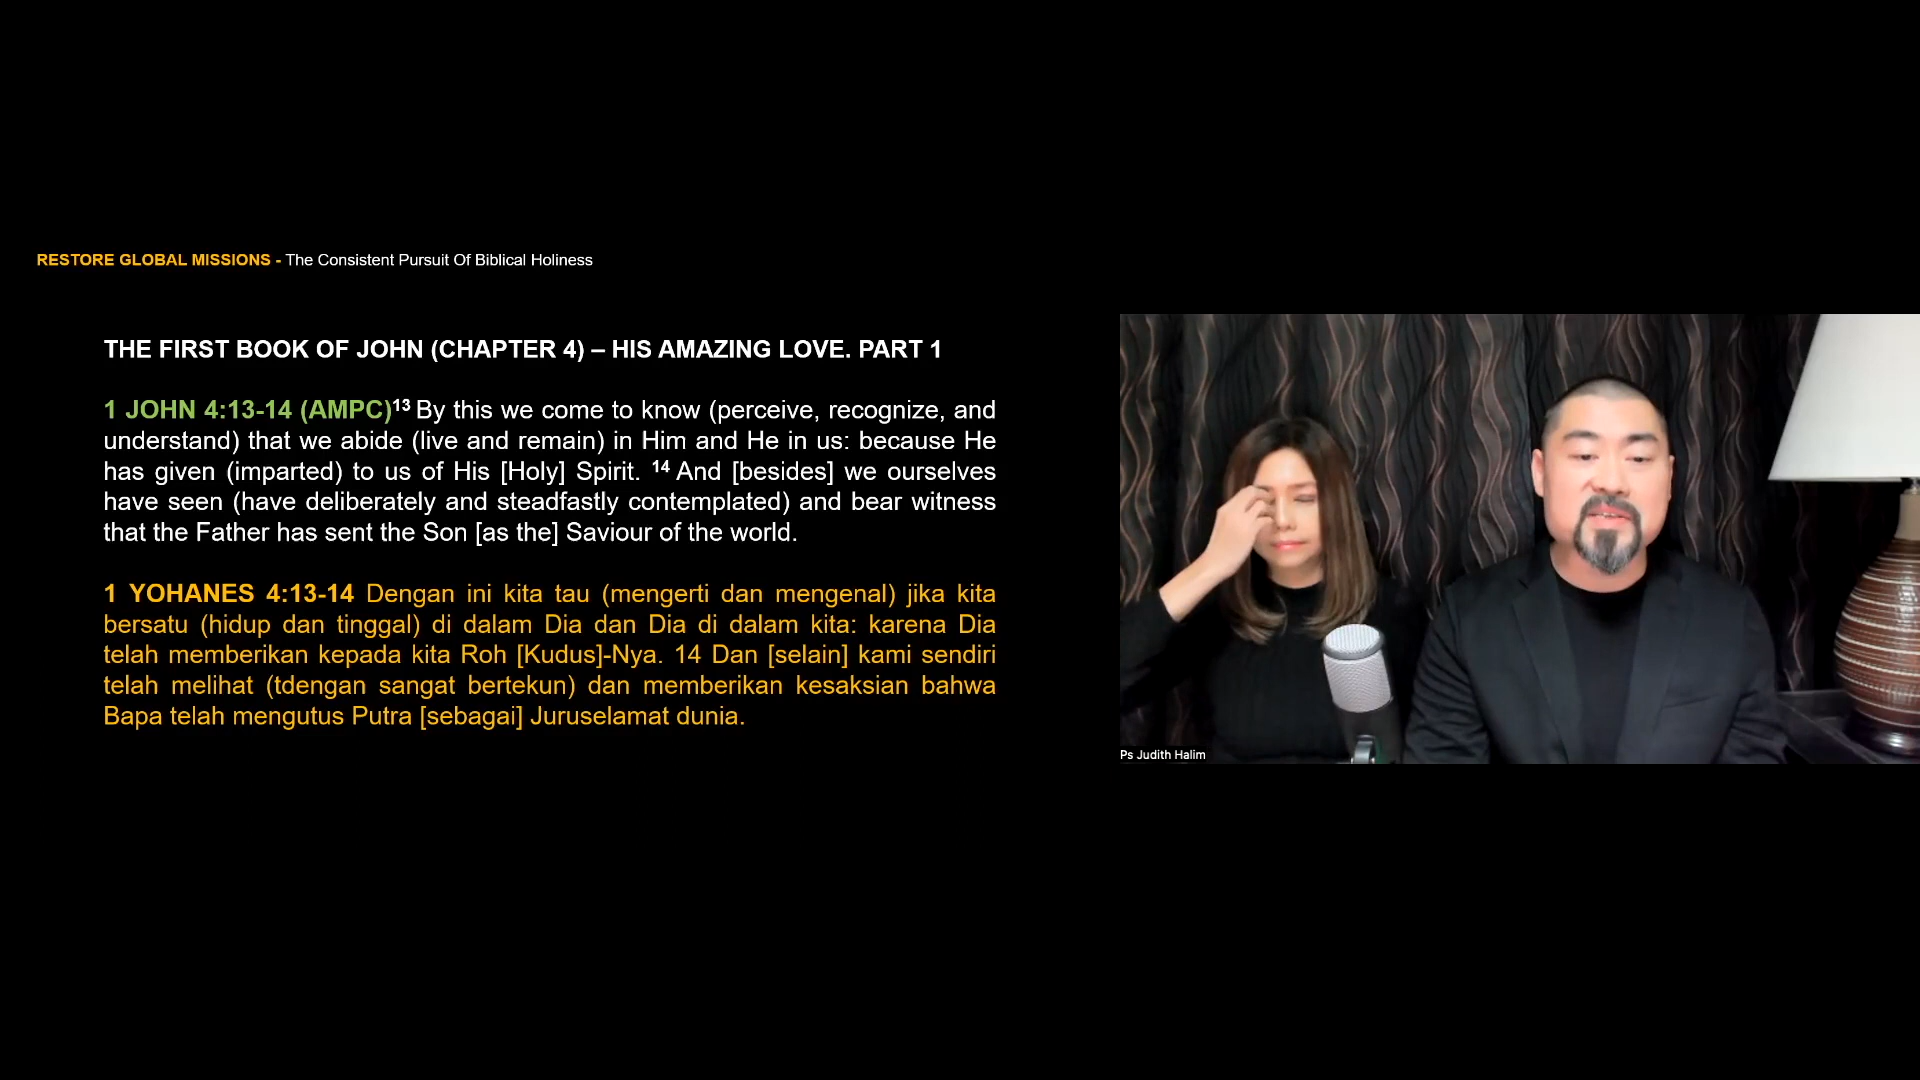 RESTORE GLOBAL MISSIONS - The Consistent Pursuit Of Biblical Holiness
THE FIRST BOOK OF JOHN (CHAPTER 4) – HIS AMAZING LOVE. PART 1
1 JOHN 4:13-14 (AMPC)¹³ By this we come to know (perceive, recognize, and
understand) that we abide (live and remain) in Him and He in us: because He
has given (imparted) to us of His [Holy] Spirit. ¹⁴ And [besides] we ourselves
have seen (have deliberately and steadfastly contemplated) and bear witness
that the Father has sent the Son [as the] Saviour of the world.
1 YOHANES 4:13-14 Dengan ini kita tau (mengerti dan mengenal) jika kita
bersatu (hidup dan tinggal) di dalam Dia dan Dia di dalam kita: karena Dia
telah memberikan kepada kita Roh [Kudus]-Nya. 14 Dan [selain] kami sendiri
telah melihat (tdengan sangat bertekun) dan memberikan kesaksian bahwa
Bapa telah mengutus Putra [sebagai] Juruselamat dunia.
Ps Judith Halim